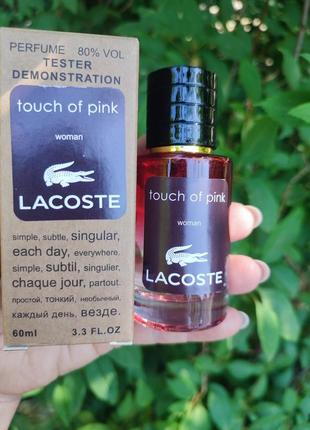 PERFUME 80% VOL
TESTER
DEMONSTRATION
touch of pink
woman
LACOSTE
simple, subtle, singular,
each day, everywhere.
simple, subtil, singulier,
chaque jour, partout.
простой, тонкий, необычный,
каждый день, везде.
60ml 3.3 FL.OZ
touch of pink
woman
LACOSTE